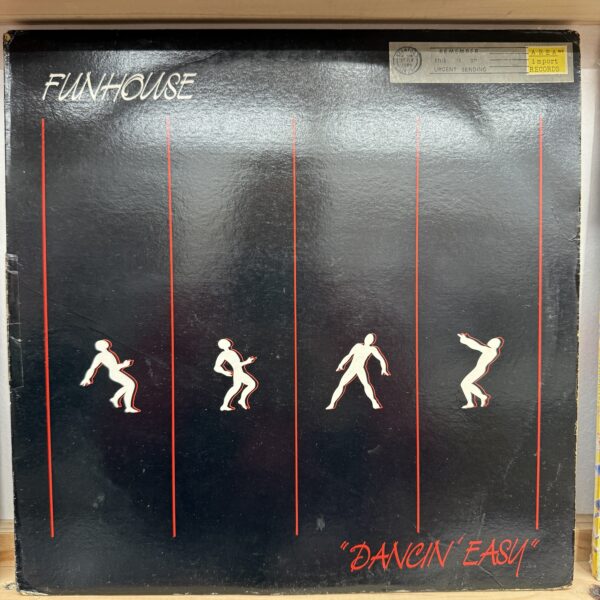 FUNHOUSE
REMEMBER
URGENT SENDING
AREA
import
RECORDS
"DANCIN' EASY"